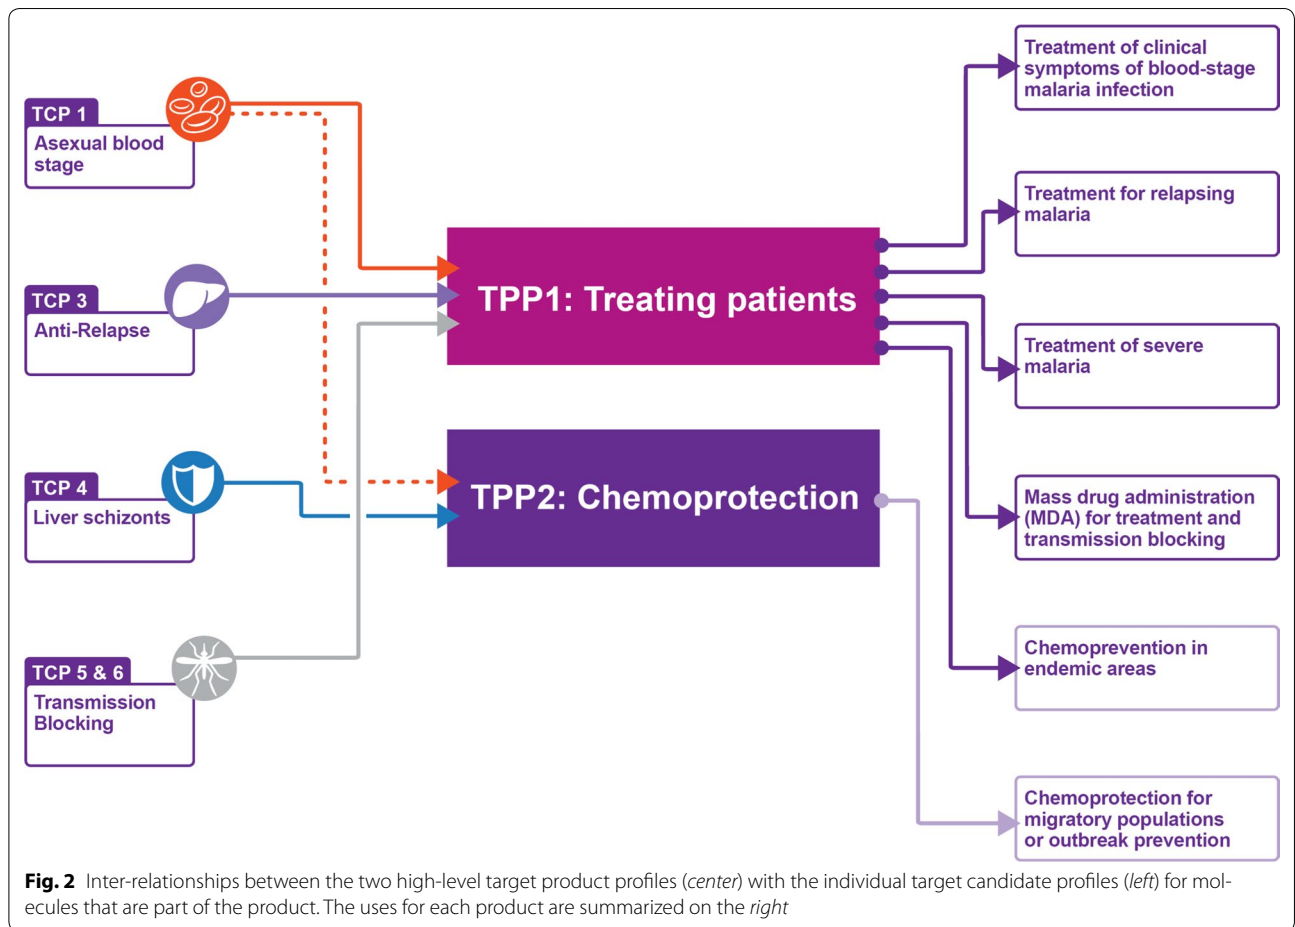 TCP 1
Asexual blood
stage
TCP 3
Anti-Relapse
TCP 4
Liver schizonts
TCP 5 & 6
Transmission
Blocking
TPP1: Treating patients
TPP2: Chemoprotection
Treatment of clinical
symptoms of blood-stage
malaria infection
Treatment for relapsing
malaria
Treatment of severe
malaria
Mass drug administration
(MDA) for treatment and
transmission blocking
Chemoprevention in
endemic areas
Chemoprotection for
migratory populations
or outbreak prevention
Fig. 2 Inter-relationships between the two high-level target product profiles (center) with the individual target candidate profiles (left) for mol-
ecules that are part of the product. The uses for each product are summarized on the right